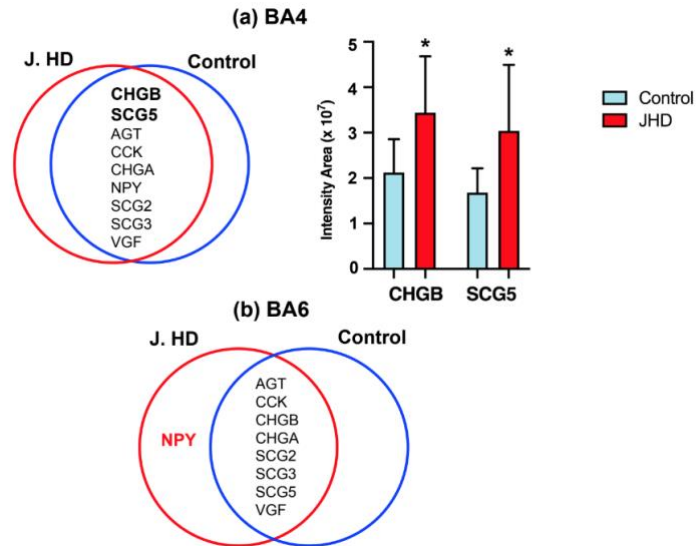 (a) BA4
J. HD
Control
CHGB
SCG5
AGT
CCK
CHGA
NPY
SCG2
SCG3
VGF
Intensity Area (x 10⁷)
5
4
3
2
1
0
*
*
CHGB
SCG5
Control
JHD
(b) BA6
J. HD
Control
NPY
AGT
CCK
CHGB
CHGA
SCG2
SCG3
SCG5
VGF